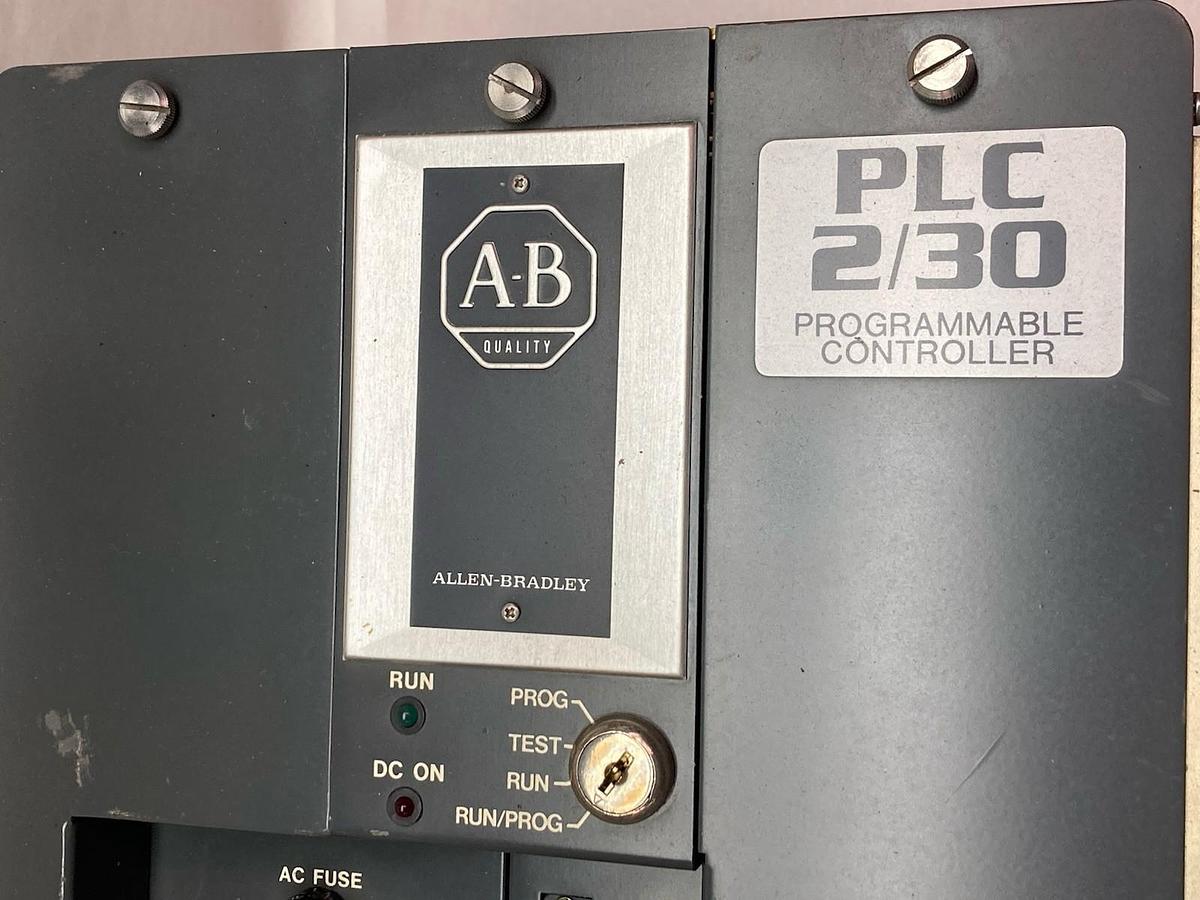 A-B
QUALITY
ALLEN-BRADLEY
PLC
2/30
PROGRAMMABLE
CONTROLLER
RUN
DC ON
PROG
TEST
RUN
RUN/PROG
AC FUSE